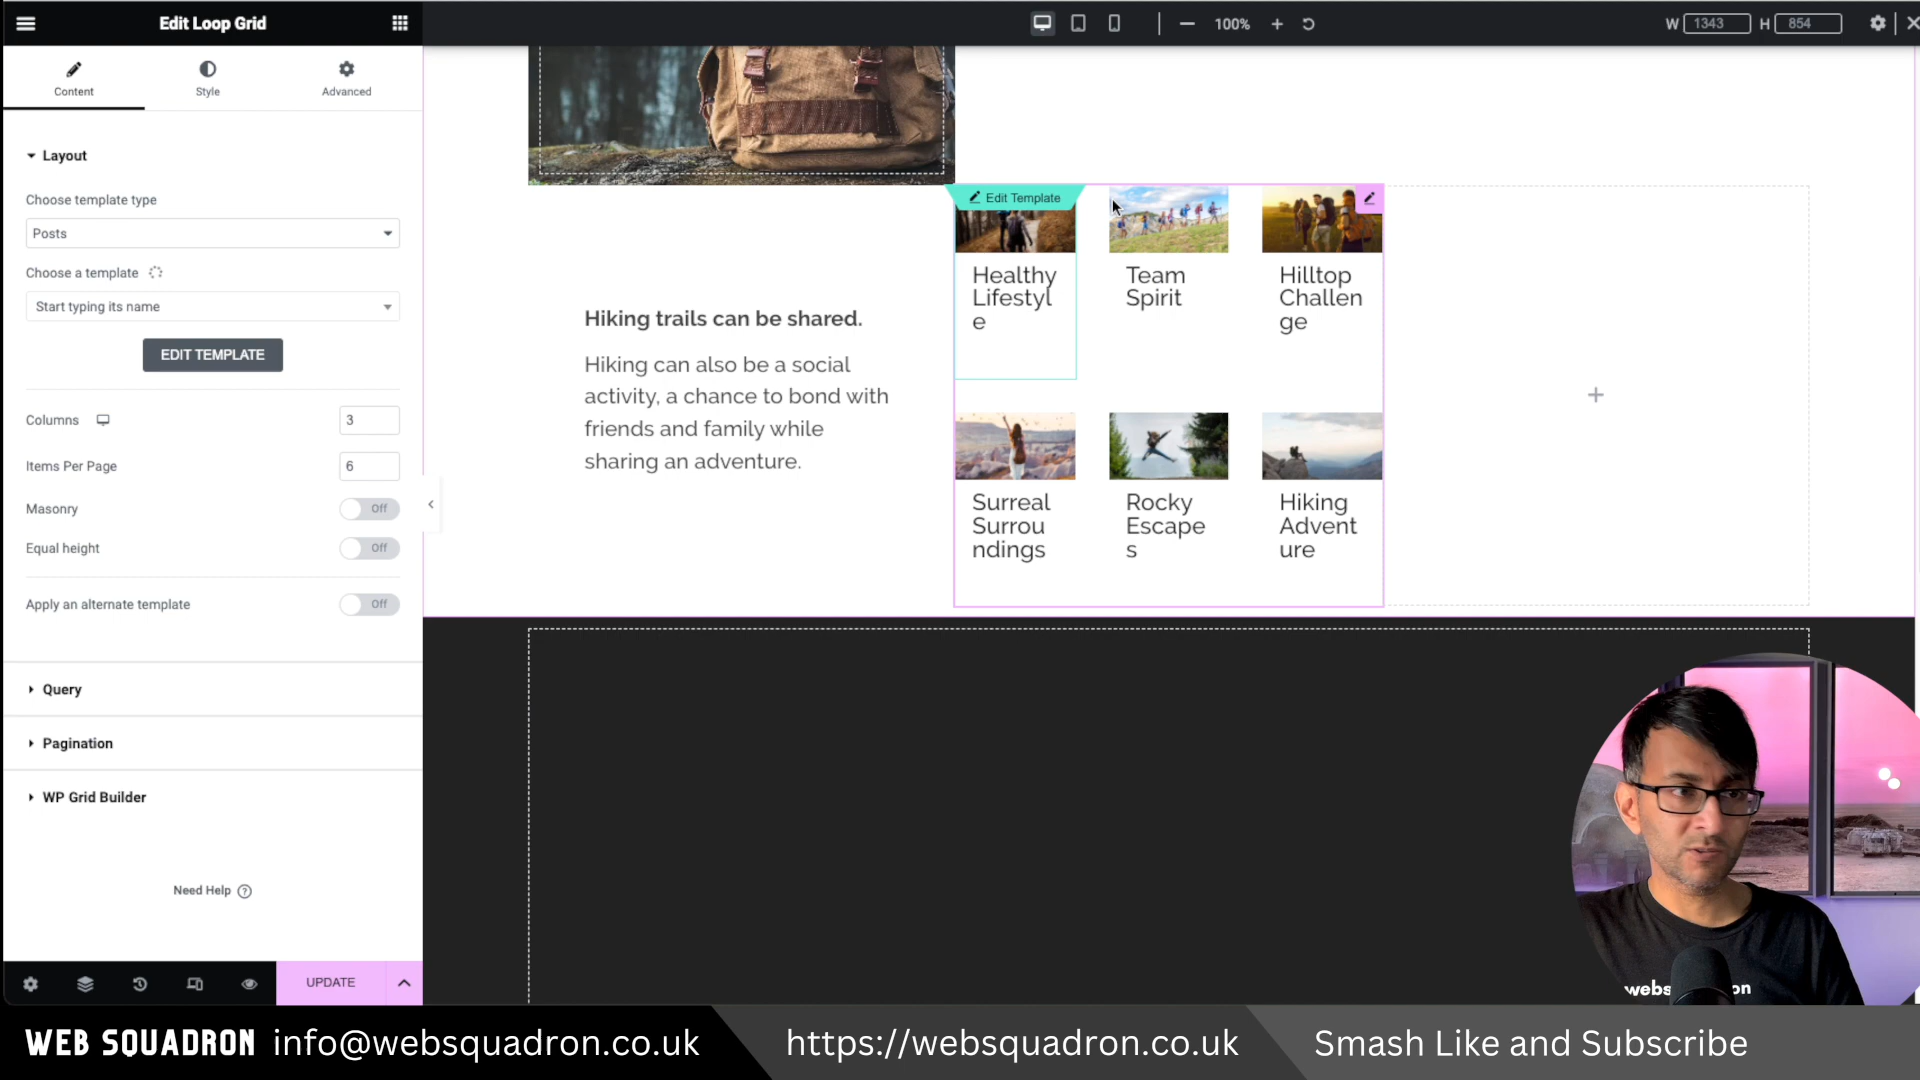 Edit Loop Grid
100%
W 1343 H 854
Content
Style
Advanced
Layout
Choose template type
Posts
Choose a template
Start typing its name
EDIT TEMPLATE
Columns
3
Items Per Page
6
Masonry
Off
Equal height
Off
Apply an alternate template
Off
Query
Pagination
WP Grid Builder
Need Help
UPDATE
Hiking trails can be shared.
Hiking can also be a social
activity, a chance to bond with
friends and family while
sharing an adventure.
Edit Template
Healthy
Lifestyl
e
Team
Spirit
Hilltop
Challen
ge
Surreal
Surrou
ndings
Rocky
Escape
s
Hiking
Advent
ure
WEB SQUADRON info@websquadron.co.uk
https://websquadron.co.uk
Smash Like and Subscribe